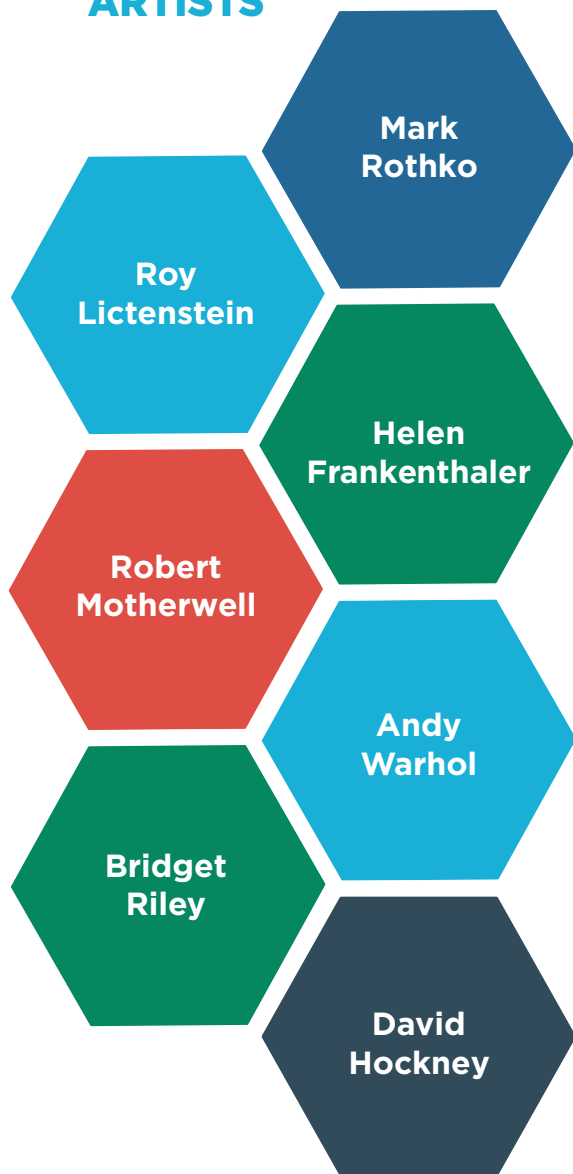 ARTISTS
Mark
Rothko
Roy
Lictenstein
Helen
Frankenthaler
Robert
Motherwell
Andy
Warhol
Bridget
Riley
David
Hockney